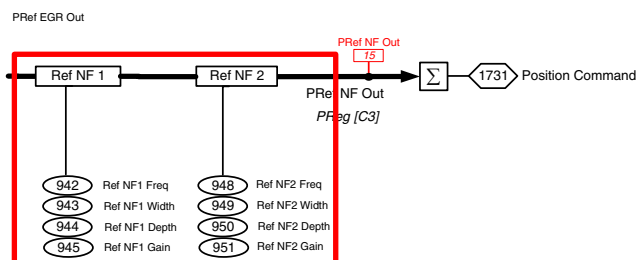 PRef EGR Out
PRef NF Out
15
Ref NF 1
Ref NF 2
Σ
1731
Position Command
PRef NF Out
PReg [C3]
942
Ref NF1 Freq
948
Ref NF2 Freq
943
Ref NF1 Width
949
Ref NF2 Width
944
Ref NF1 Depth
950
Ref NF2 Depth
945
Ref NF1 Gain
951
Ref NF2 Gain